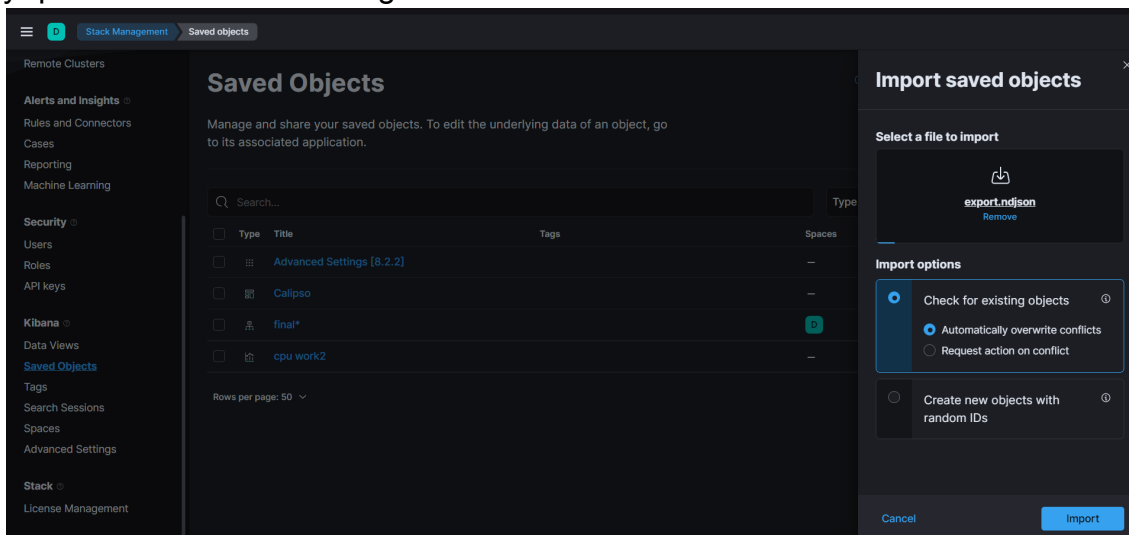 D Stack Management Saved objects
Remote Clusters
Alerts and Insights
Rules and Connectors
Cases
Reporting
Machine Learning
Security
Users
Roles
API keys
Kibana
Data Views
Saved Objects
Tags
Search Sessions
Spaces
Advanced Settings
Stack
License Management
Saved Objects
Manage and share your saved objects. To edit the underlying data of an object, go
to its associated application.
Search...
Type
Type Title Tags Spaces
Advanced Settings [8.2.2] –
Calipso –
final* D
cpu work2 –
Rows per page: 50
Import saved objects
Select a file to import
export.ndjson
Remove
Import options
Check for existing objects
Automatically overwrite conflicts
Request action on conflict
Create new objects with
random IDs
Cancel Import